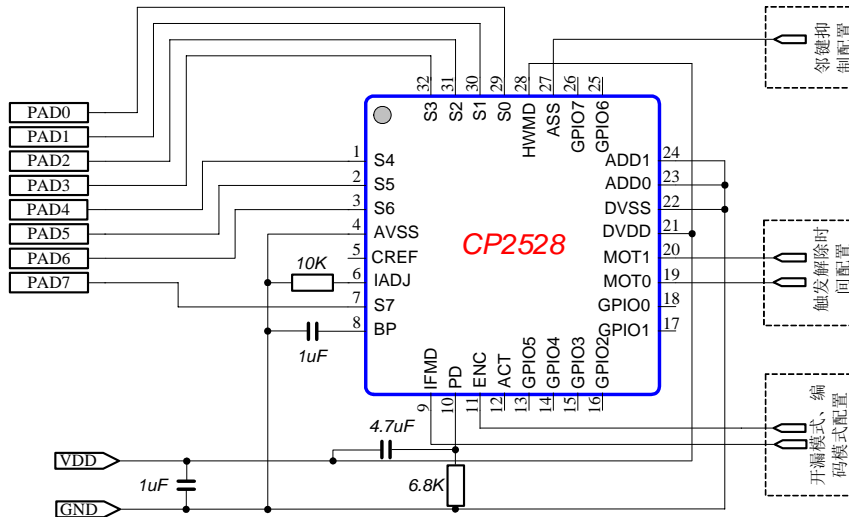 邻键抑
制配置
32
31
30
29
28
27
26
25
S3
S2
S1
S0
HWMD
ASS
GPIO7
GPIO6
PAD0
PAD1
PAD2
PAD3
PAD4
PAD5
PAD6
PAD7
1
2
3
4
5
6
7
8
S4
S5
S6
AVSS
CREF
IADJ
S7
BP
10K
1uF
CP2528
ADD1
ADD0
DVSS
DVDD
MOT1
MOT0
GPIO0
GPIO1
24
23
22
21
20
19
18
17
触发解除时
间配置
IFMD
PD
ENC
ACT
GPIO5
GPIO4
GPIO3
GPIO2
9
10
11
12
13
14
15
16
开漏模式、编
码模式配置
4.7uF
VDD
1uF
6.8K
GND